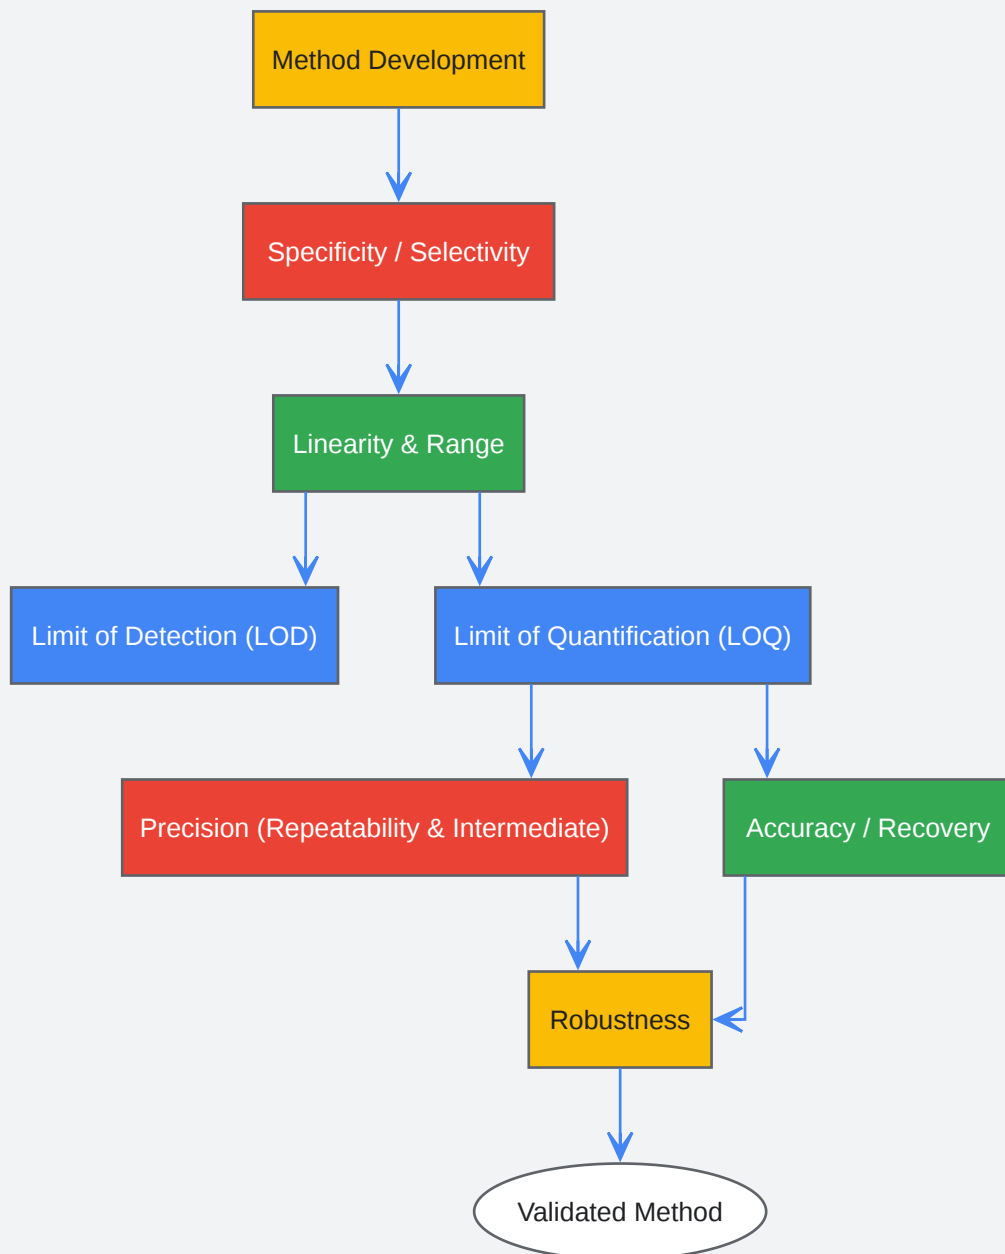 Method Development
Specificity / Selectivity
Linearity & Range
Limit of Detection (LOD)
Limit of Quantification (LOQ)
Precision (Repeatability & Intermediate)
Accuracy / Recovery
Robustness
Validated Method